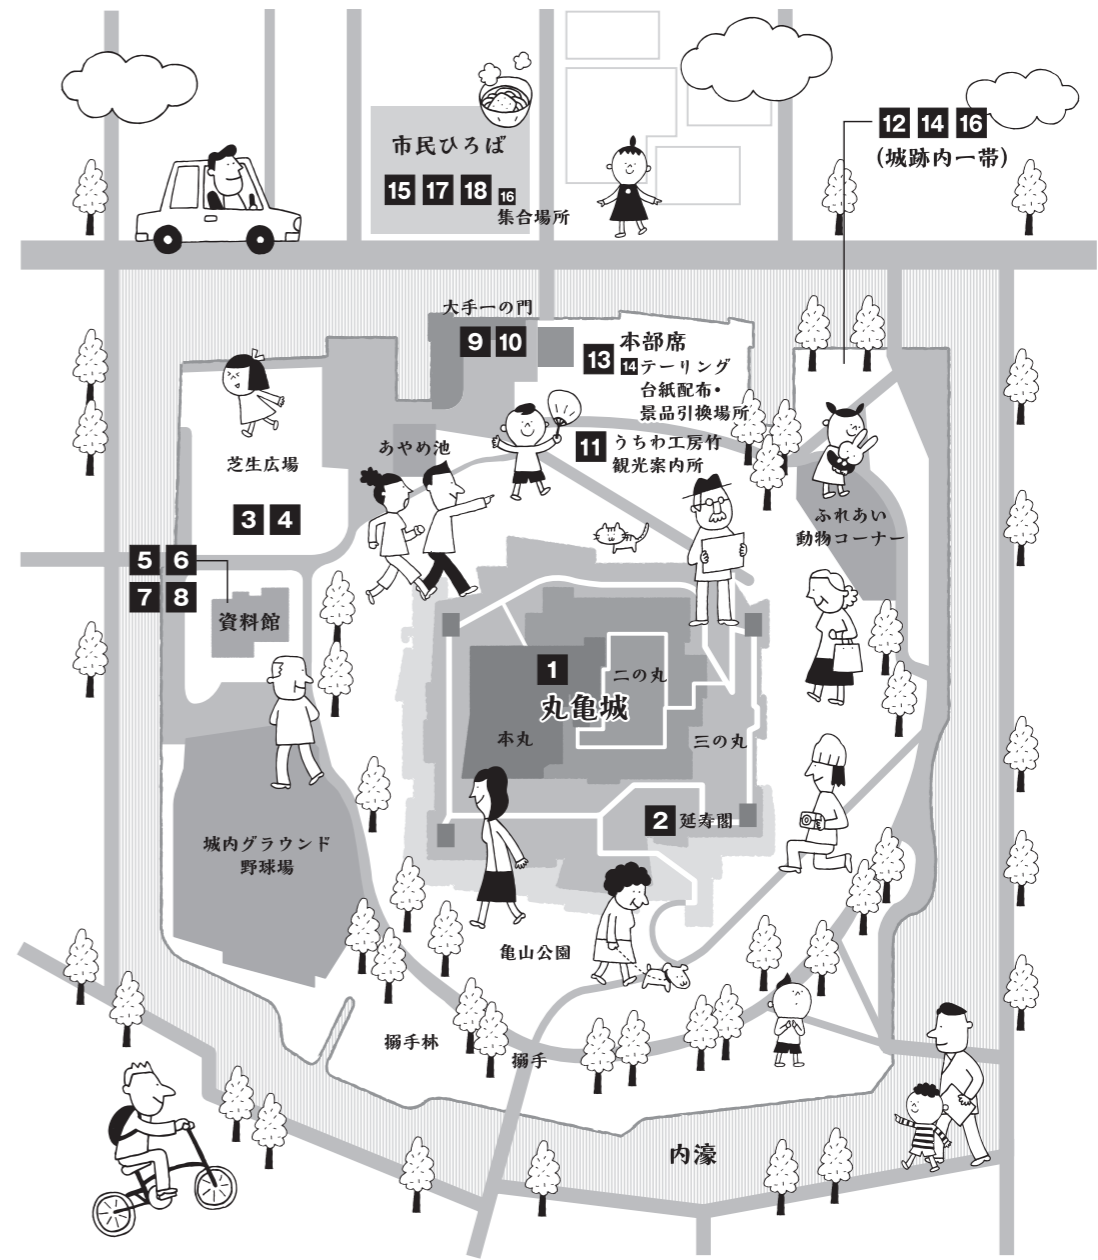 市民ひろば
15 17 18 16
集合場所
12 14 16
（城跡内一帯）
大手一の門
9 10
13 本部席
14 テーリング
台紙配布・
景品引換場所
あやめ池
11 うちわ工房竹
観光案内所
芝生広場
3 4
ふれあい
動物コーナー
5 6
7 8
資料館
1
二の丸
丸亀城
本丸
三の丸
2 延寿閣
城内グラウンド
野球場
亀山公園
搦手林
搦手
内濠